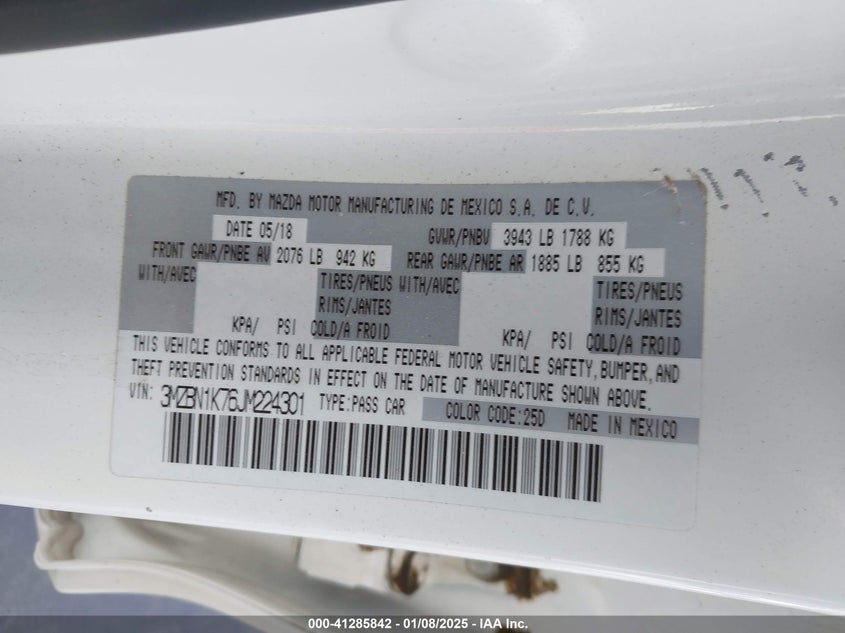 MFD. BY MAZDA MOTOR MANUFACTURING DE MEXICO S.A. DE C.V.
DATE 05/18 GVWR/PNBV 3943 LB 1788 KG
FRONT GAWR/PNBE AV 2076 LB 942 KG REAR GAWR/PNBE AR 1885 LB 855 KG
WITH/AVEC TIRES/PNEUS WITH/AVEC TIRES/PNEUS
RIMS/JANTES RIMS/JANTES
KPA/ PSI COLD/A FROID KPA/ PSI COLD/A FROID
THIS VEHICLE CONFORMS TO ALL APPLICABLE FEDERAL MOTOR VEHICLE SAFETY, BUMPER, AND
THEFT PREVENTION STANDARDS IN EFFECT ON THE DATE OF MANUFACTURE SHOWN ABOVE.
VIN: 3MZBN1K76JM224301 TYPE:PASS CAR COLOR CODE:25D MADE IN MEXICO
000-41285842 - 01/08/2025 - IAA Inc.